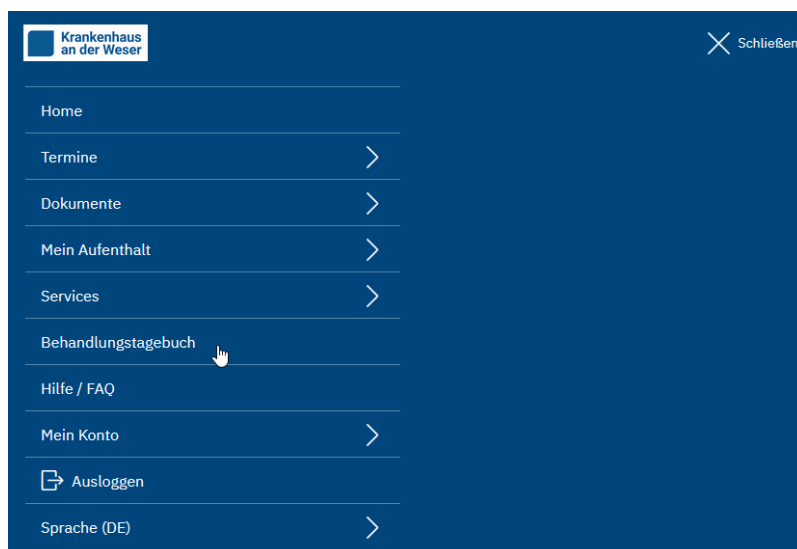 Krankenhaus
an der Weser
Schließen
Home
Termine
Dokumente
Mein Aufenthalt
Services
Behandlungstagebuch
Hilfe / FAQ
Mein Konto
Ausloggen
Sprache (DE)